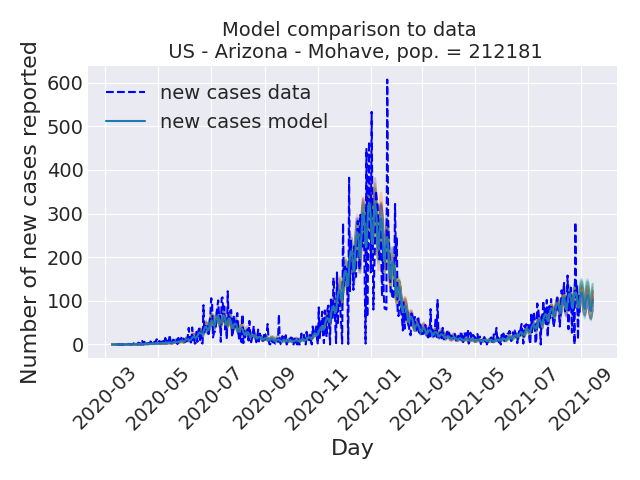 Model comparison to data
US - Arizona - Mohave, pop. = 212181
Number of new cases reported
600
500
400
300
200
100
0
new cases data
new cases model
2020-03
2020-05
2020-07
2020-09
2020-11
2021-01
2021-03
2021-05
2021-07
2021-09
Day